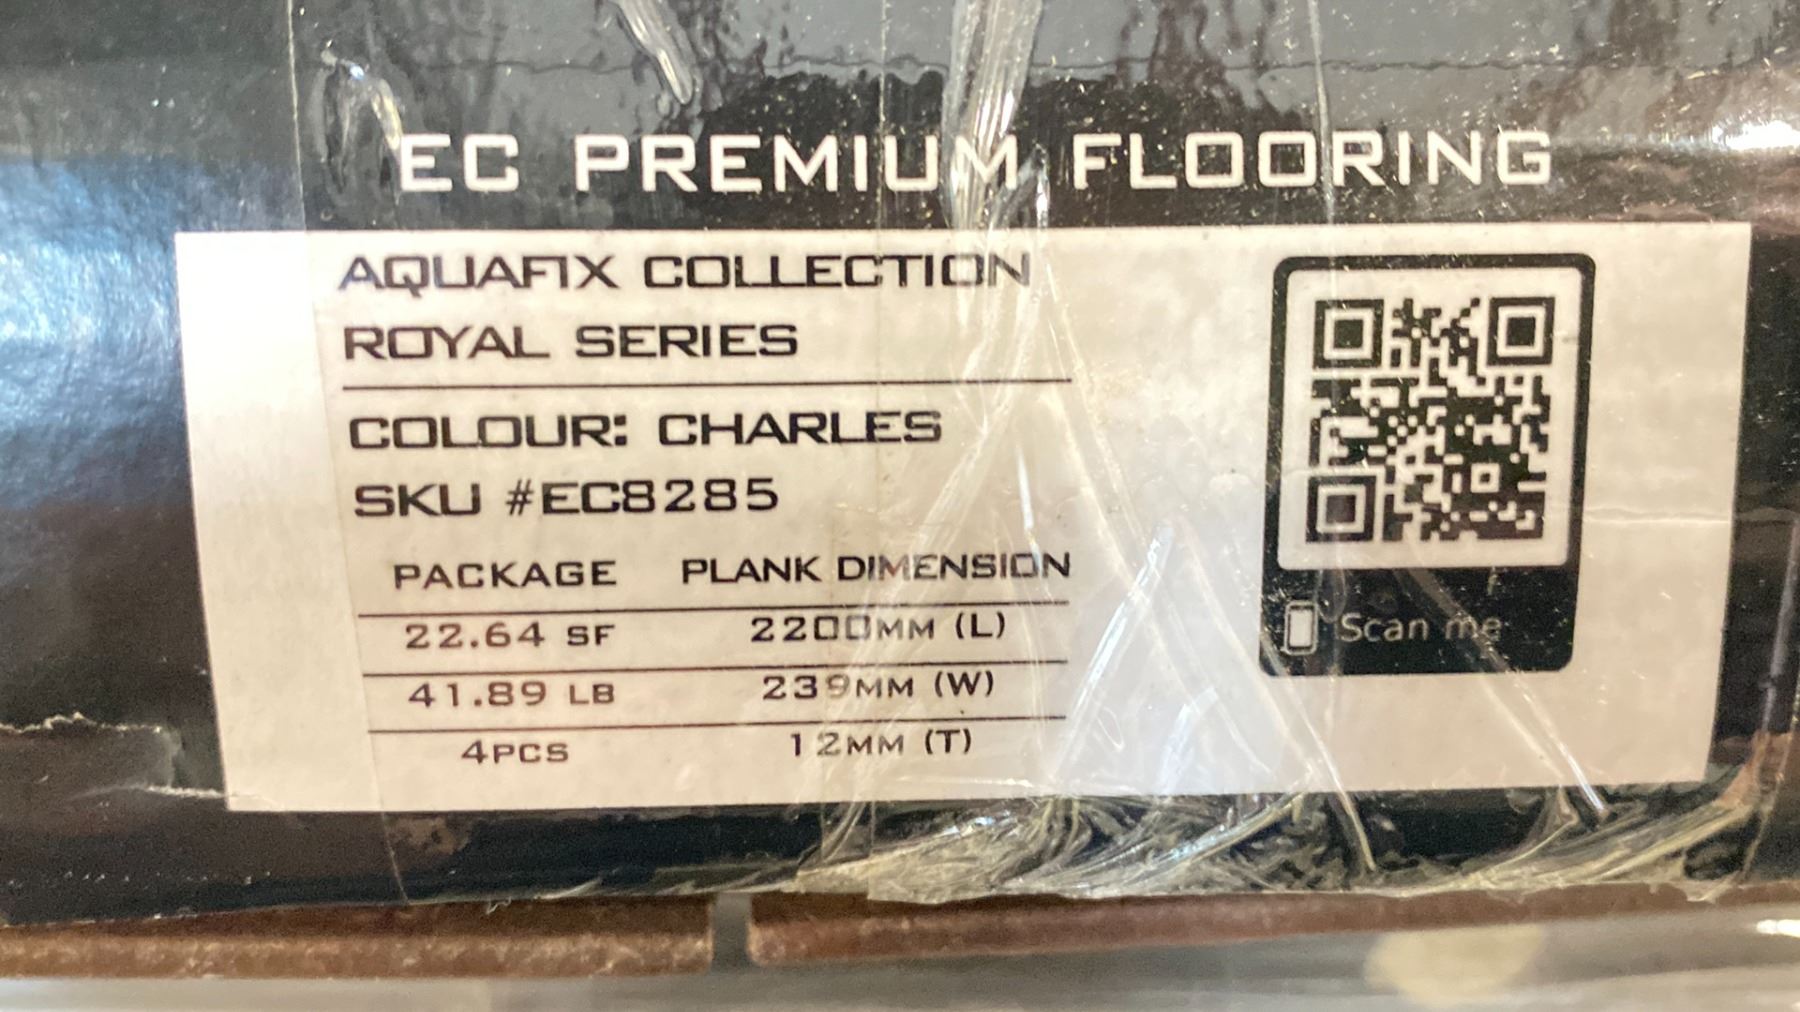 EC PREMIUM FLOORING
AQUAFIX COLLECTION
ROYAL SERIES
COLOUR: CHARLES
SKU #EC8285
PACKAGE PLANK DIMENSION
22.64 SF 2200MM (L)
41.89 LB 239MM (W)
4PCS 12MM (T)
Scan me